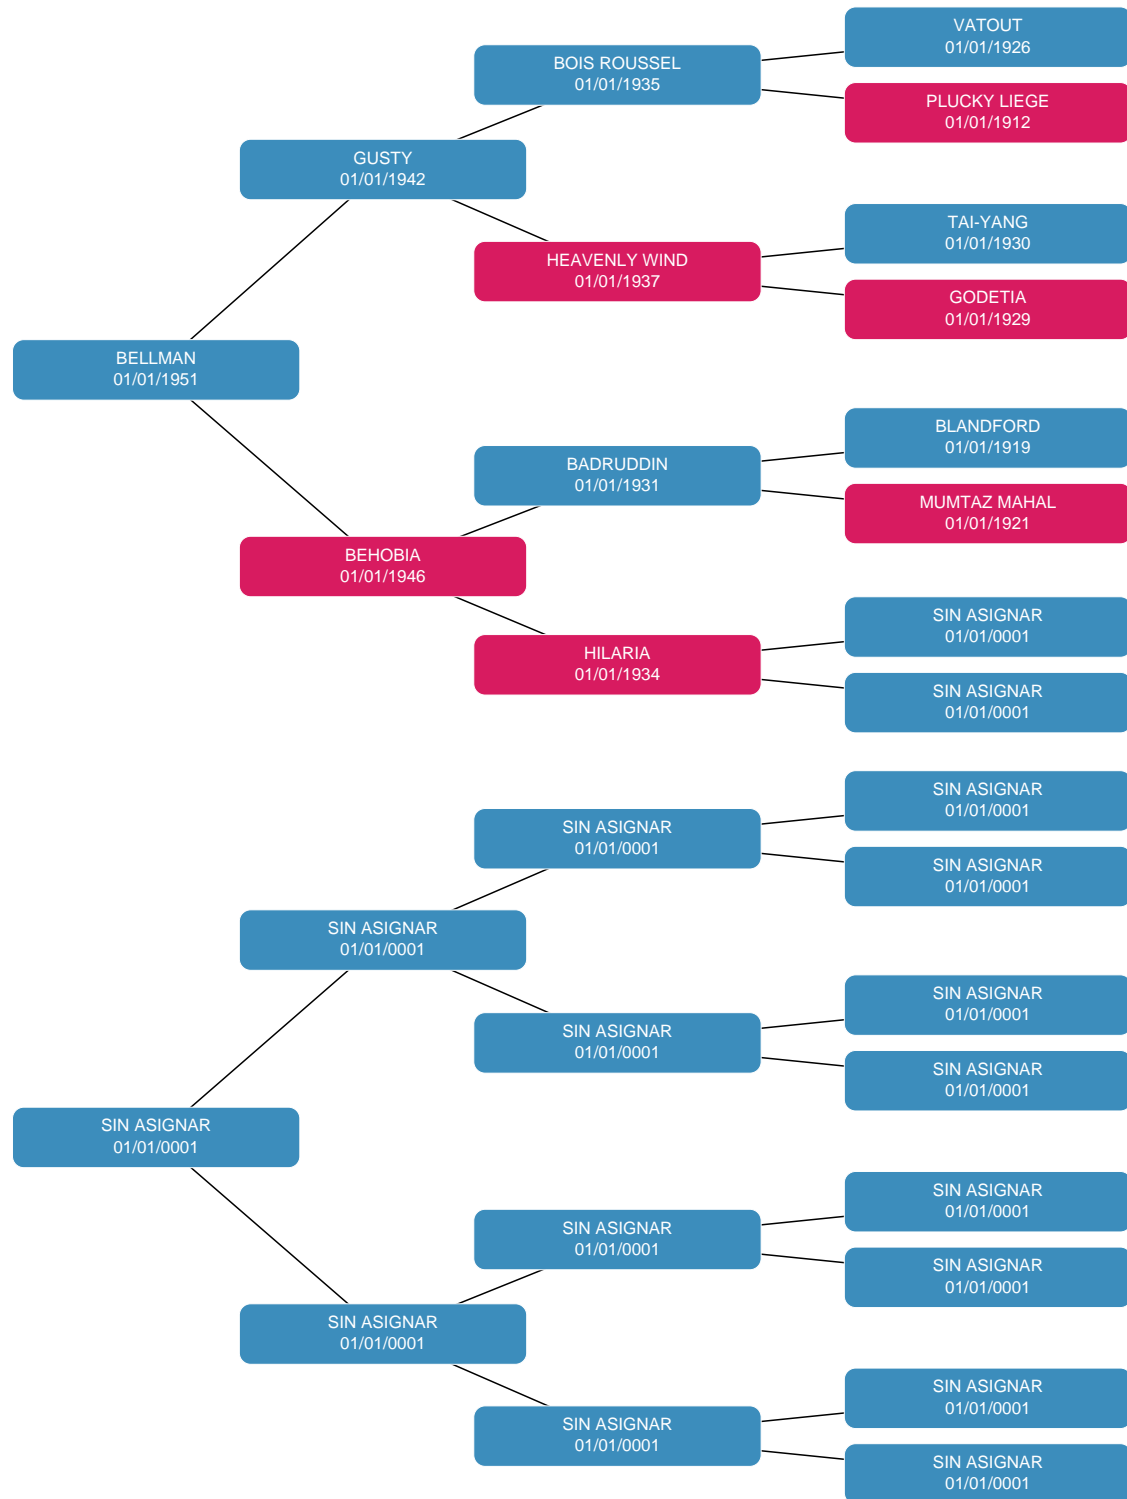 VATOUT
01/01/1926
BOIS ROUSSEL
01/01/1935
PLUCKY LIEGE
01/01/1912
GUSTY
01/01/1942
TAI-YANG
01/01/1930
HEAVENLY WIND
01/01/1937
GODETIA
01/01/1929
BELLMAN
01/01/1951
BLANDFORD
01/01/1919
BADRUDDIN
01/01/1931
MUMTAZ MAHAL
01/01/1921
BEHOBIA
01/01/1946
SIN ASIGNAR
01/01/0001
HILARIA
01/01/1934
SIN ASIGNAR
01/01/0001
SIN ASIGNAR
01/01/0001
SIN ASIGNAR
01/01/0001
SIN ASIGNAR
01/01/0001
SIN ASIGNAR
01/01/0001
SIN ASIGNAR
01/01/0001
SIN ASIGNAR
01/01/0001
SIN ASIGNAR
01/01/0001
SIN ASIGNAR
01/01/0001
SIN ASIGNAR
01/01/0001
SIN ASIGNAR
01/01/0001
SIN ASIGNAR
01/01/0001
SIN ASIGNAR
01/01/0001
SIN ASIGNAR
01/01/0001
SIN ASIGNAR
01/01/0001
SIN ASIGNAR
01/01/0001